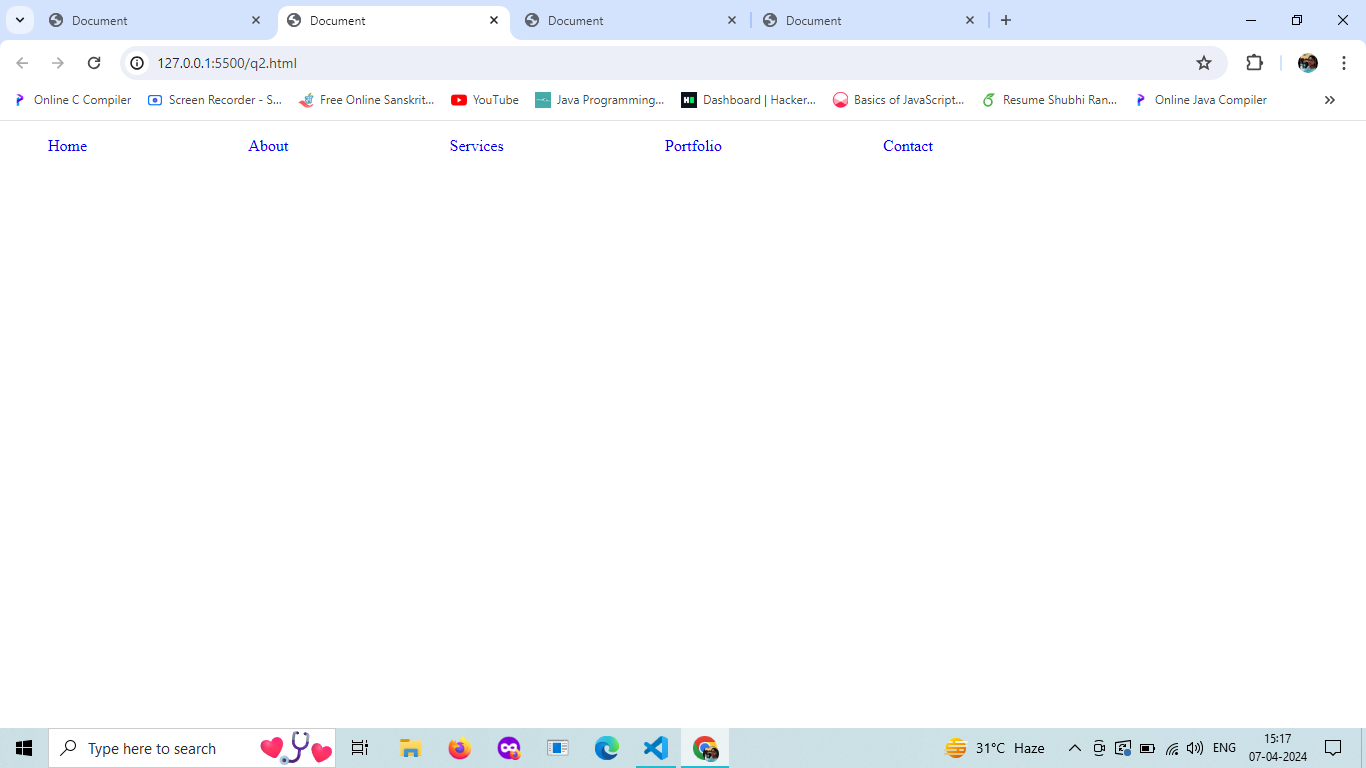 Document Document Document Document
127.0.0.1:5500/q2.html
Online C Compiler Screen Recorder - S... Free Online Sanskrit... YouTube Java Programming... Dashboard | Hacker... Basics of JavaScript... Resume Shubhi Ran... Online Java Compiler
Home About Services Portfolio Contact
Type here to search 31°C Haze ENG 15:17
07-04-2024